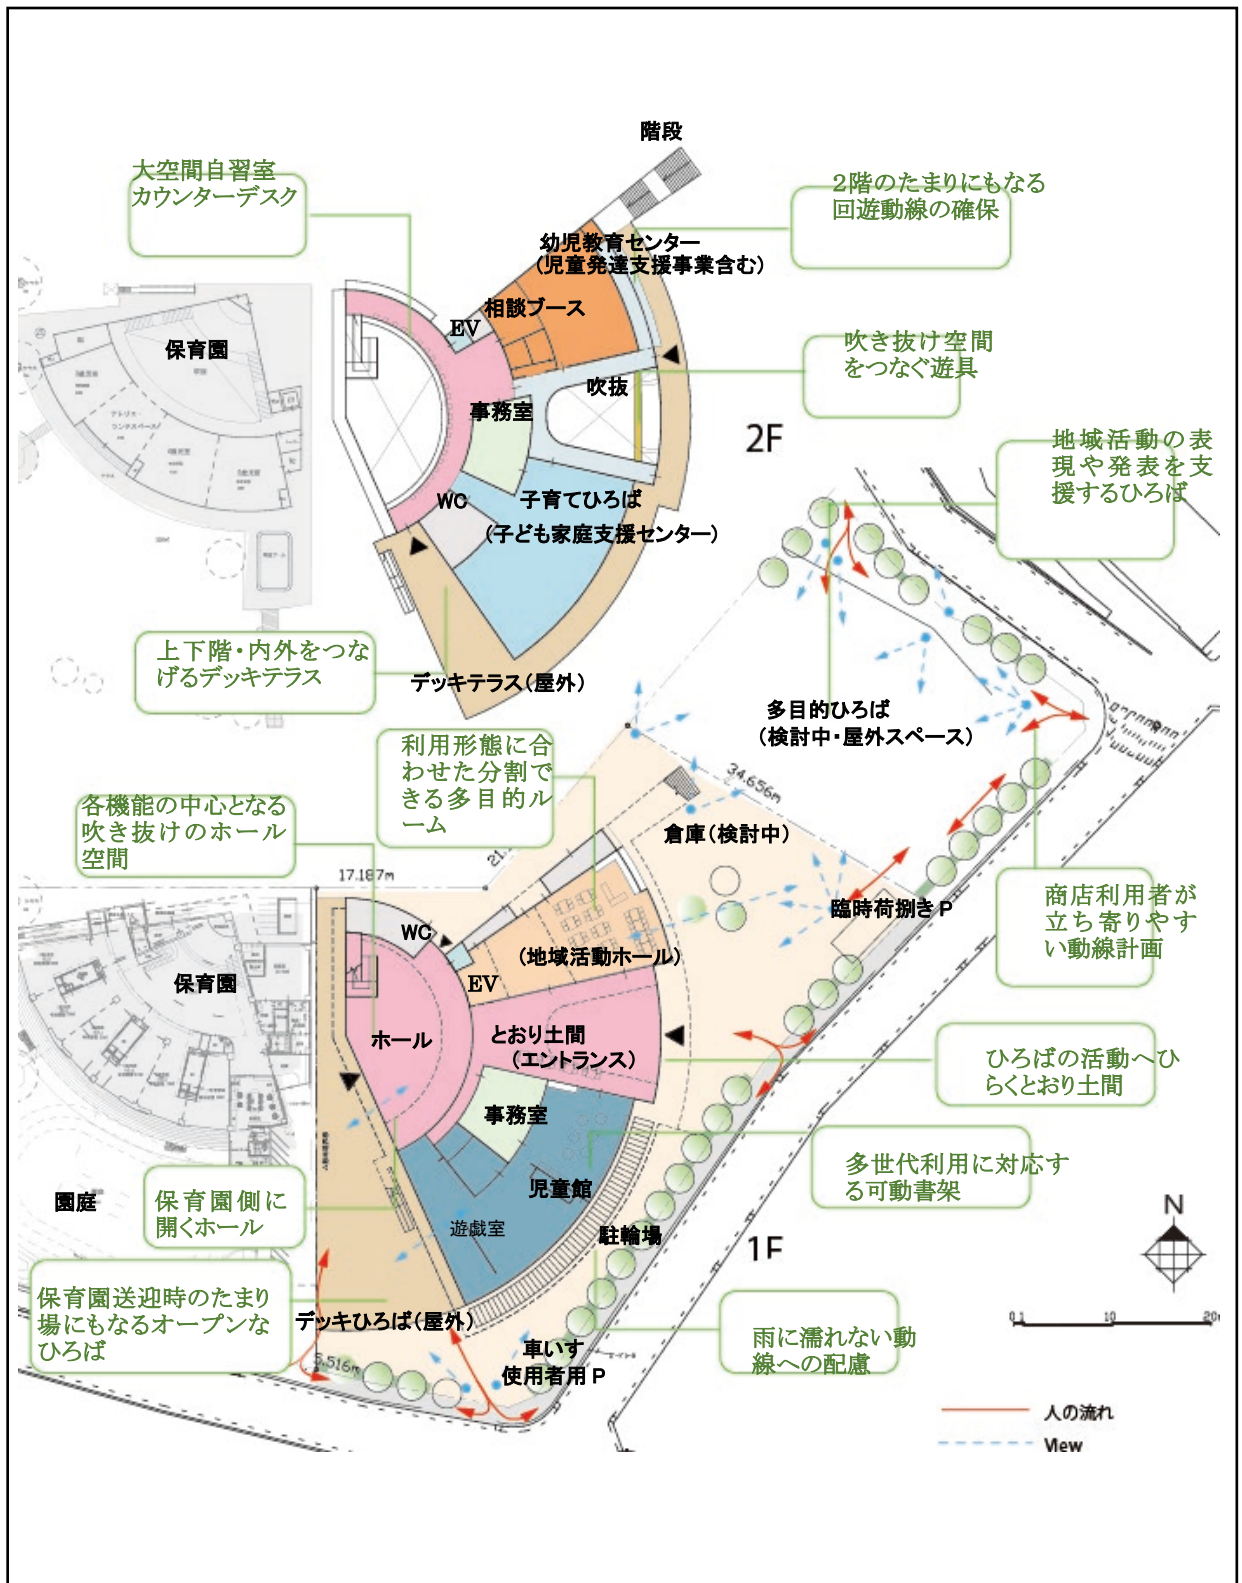 階段
大空間自習室
カウンターデスク
2階のたまりにもなる
回遊動線の確保
幼児教育センター
(児童発達支援事業含む)
相談ブース
EV
保育園
吹き抜け空間
をつなぐ遊具
吹抜
事務室
2F
地域活動の表
現や発表を支
援するひろば
WC
子育てひろば
(子ども家庭支援センター)
上下階・内外をつな
げるデッキテラス
デッキテラス(屋外)
多目的ひろば
(検討中・屋外スペース)
利用形態に合
わせた分割で
きる多目的ル
ーム
34.656m
各機能の中心となる
吹き抜けのホール
空間
倉庫(検討中)
17.187m
商店利用者が
立ち寄りやす
い動線計画
臨時荷捌きP
WC
(地域活動ホール)
保育園
EV
ホール
とおり土間
(エントランス)
ひろばの活動へひ
らくとおり土間
事務室
多世代利用に対応す
る可動書架
児童館
園庭
保育園側に
開くホール
遊戯室
駐輪場
1F
N
保育園送迎時のたまり
場にもなるオープンな
ひろば
デッキひろば(屋外)
0 1 10 20
雨に濡れない動
線への配慮
車いす
使用者用P
5.516m
人の流れ
View